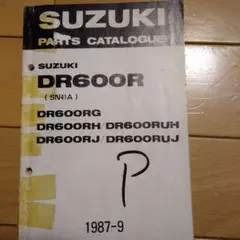 SUZUKI
PARTS CATALOGUE
SUZUKI
DR600R
( SN41A )
DR600RG
DR600RH / DR600RUH
DR600RJ / DR600RUJ
P
1987-9